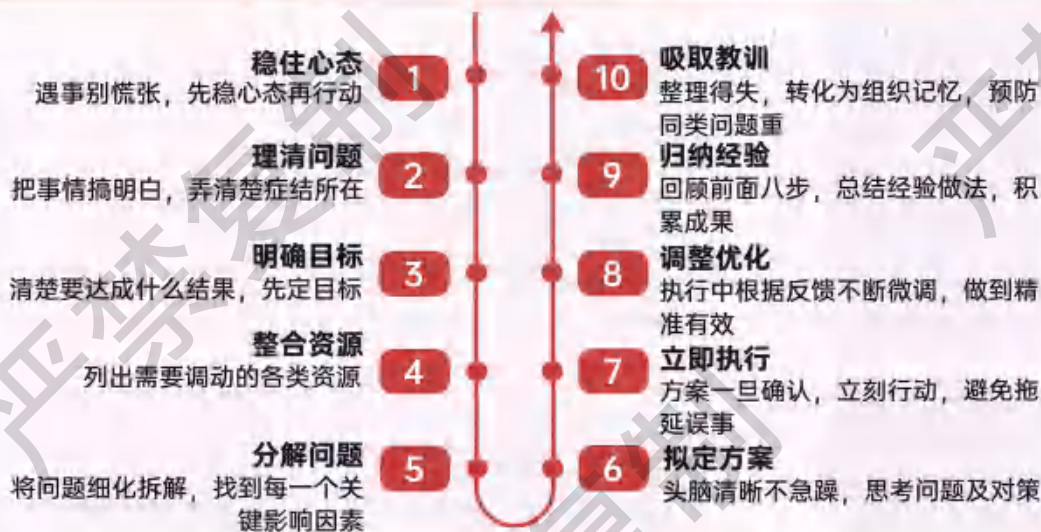 1
稳住心态
遇事别慌张，先稳心态再行动
2
理清问题
把事情搞明白，弄清楚症结所在
3
明确目标
清楚要达成什么结果，先定目标
4
整合资源
列出需要调动的各类资源
5
分解问题
将问题细化拆解，找到每一个关
键影响因素
6
拟定方案
头脑清晰不急躁，思考问题及对策
7
立即执行
方案一旦确认，立刻行动，避免拖
延误事
8
调整优化
执行中根据反馈不断微调，做到精
准有效
9
归纳经验
回顾前面八步，总结经验做法，积
累成果
10
吸取教训
整理得失，转化为组织记忆，预防
同类问题重
严禁复制
严禁
禁复制